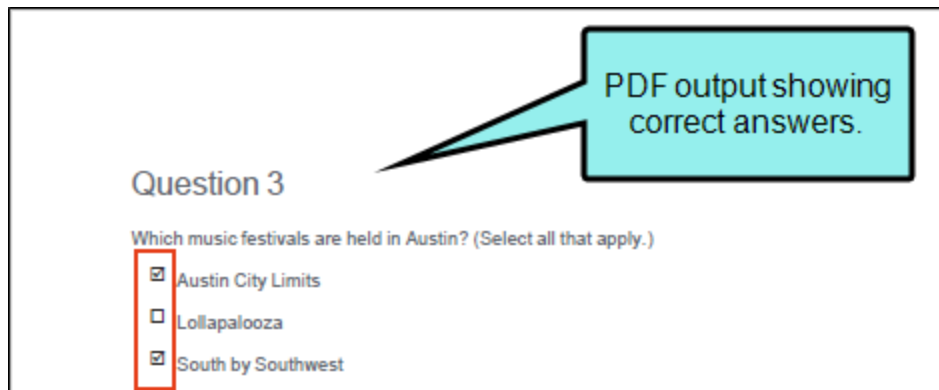 PDF output showing
correct answers.
Question 3
Which music festivals are held in Austin? (Select all that apply.)
Austin City Limits
Lollapalooza
South by Southwest